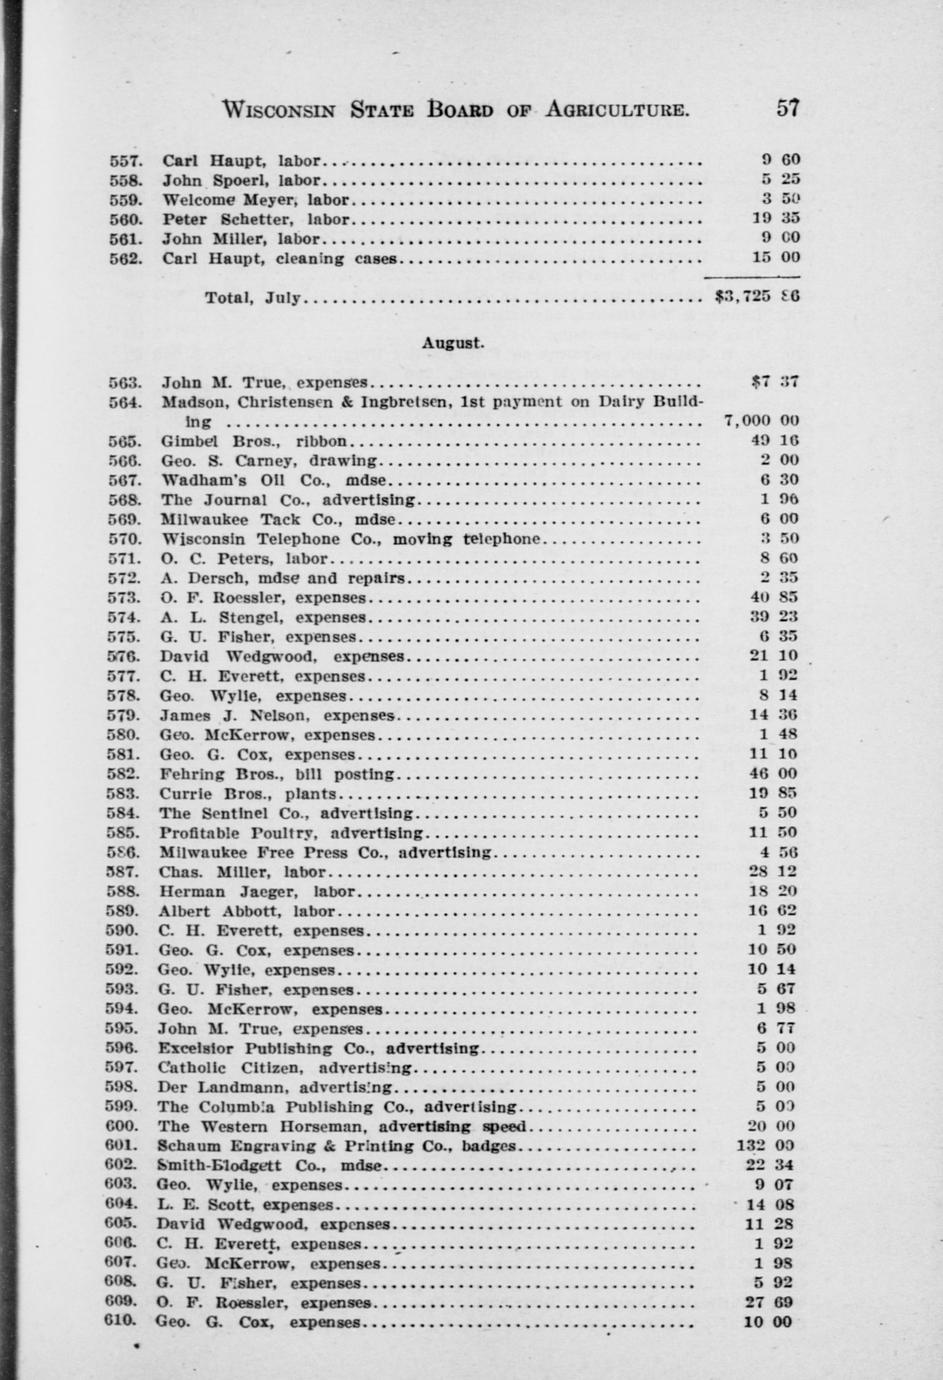 WISCONSIN STATE BOARD OF AGRICULTURE. 57
557. Carl Haupt, labor........ 9 60
558. John Spoerl, labor........ 5 25
559. Welcome Meyer, labor........ 3 50
560. Peter Schetter, labor........ 19 35
561. John Miller, labor........ 9 00
562. Carl Haupt, cleaning cases........ 15 00
Total, July........ $3,725 86
August.
563. John M. True, expenses........ $7 37
564. Madson, Christensen & Ingbretsen, 1st payment on Dairy Build-
ing ........ 7,000 00
565. Gimbel Bros., ribbon........ 49 16
566. Geo. S. Carney, drawing........ 2 00
567. Wadham's Oil Co., mdse........ 6 30
568. The Journal Co., advertising........ 1 96
569. Milwaukee Tack Co., mdse........ 6 00
570. Wisconsin Telephone Co., moving telephone........ 3 50
571. O. C. Peters, labor........ 8 60
572. A. Dersch, mdse and repairs........ 2 35
573. O. F. Roessler, expenses........ 40 85
574. A. L. Stengel, expenses........ 39 23
575. G. U. Fisher, expenses........ 6 35
576. David Wedgwood, expenses........ 21 10
577. C. H. Everett, expenses........ 1 92
578. Geo. Wylie, expenses........ 8 14
579. James J. Nelson, expenses........ 14 36
580. Geo. McKerrow, expenses........ 1 48
581. Geo. G. Cox, expenses........ 11 10
582. Fehring Bros., bill posting........ 46 00
583. Currie Bros., plants........ 19 85
584. The Sentinel Co., advertising........ 5 50
585. Profitable Poultry, advertising........ 11 50
586. Milwaukee Free Press Co., advertising........ 4 56
587. Chas. Miller, labor........ 28 12
588. Herman Jaeger, labor........ 18 20
589. Albert Abbott, labor........ 16 62
590. C. H. Everett, expenses........ 1 92
591. Geo. G. Cox, expenses........ 10 50
592. Geo. Wylie, expenses........ 10 14
593. G. U. Fisher, expenses........ 5 67
594. Geo. McKerrow, expenses........ 1 98
595. John M. True, expenses........ 6 77
596. Excelsior Publishing Co., advertising........ 5 00
597. Catholic Citizen, advertising........ 5 00
598. Der Landmann, advertising........ 5 00
599. The Columbia Publishing Co., advertising........ 5 00
600. The Western Horseman, advertising speed........ 20 00
601. Schaum Engraving & Printing Co., badges........ 132 00
602. Smith-Blodgett Co., mdse........ 22 34
603. Geo. Wylie, expenses........ 9 07
604. L. E. Scott, expenses........ 14 08
605. David Wedgwood, expenses........ 11 28
606. C. H. Everett, expenses........ 1 92
607. Geo. McKerrow, expenses........ 1 98
608. G. U. Fisher, expenses........ 5 92
609. O. F. Roessler, expenses........ 27 69
610. Geo. G. Cox, expenses........ 10 00